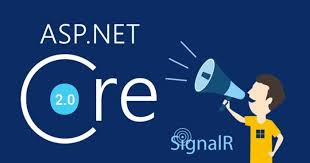 ASP.NET
Core
2.0
SignalR